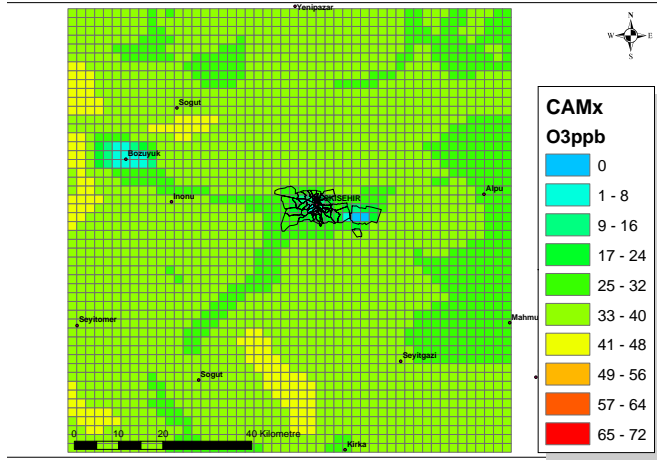 Yenipazar
N
W E
S
Sogut
Bozuyuk
Inonu
ESKISEHIR
Alpu
Seyitomer
Mahmu
Seyitgazi
Sogut
Kirka
0 10 20 40 Kilometre
CAMx
O3ppb
0
1 - 8
9 - 16
17 - 24
25 - 32
33 - 40
41 - 48
49 - 56
57 - 64
65 - 72